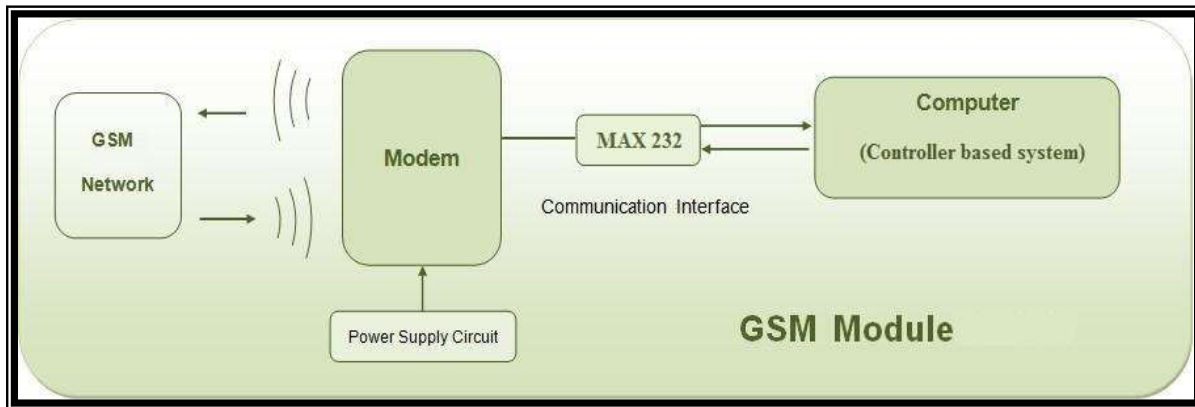 GSM
Network
Modem
MAX 232
Communication Interface
Computer
(Controller based system)
Power Supply Circuit
GSM Module